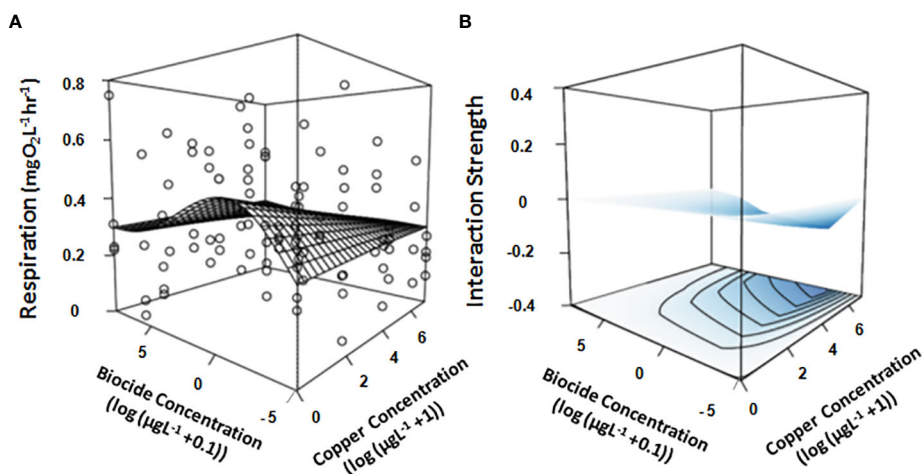 A
Respiration (mgO₂L⁻¹hr⁻¹)
0.8
0.6
0.4
0.2
0
5
0
-5
Biocide Concentration
(log (µgL⁻¹ +0.1))
0
2
4
6
Copper Concentration
(log (µgL⁻¹ +1))
B
Interaction Strength
0.4
0.2
0
-0.2
-0.4
5
0
-5
Biocide Concentration
(log (µgL⁻¹ +0.1))
0
2
4
6
Copper Concentration
(log (µgL⁻¹ +1))